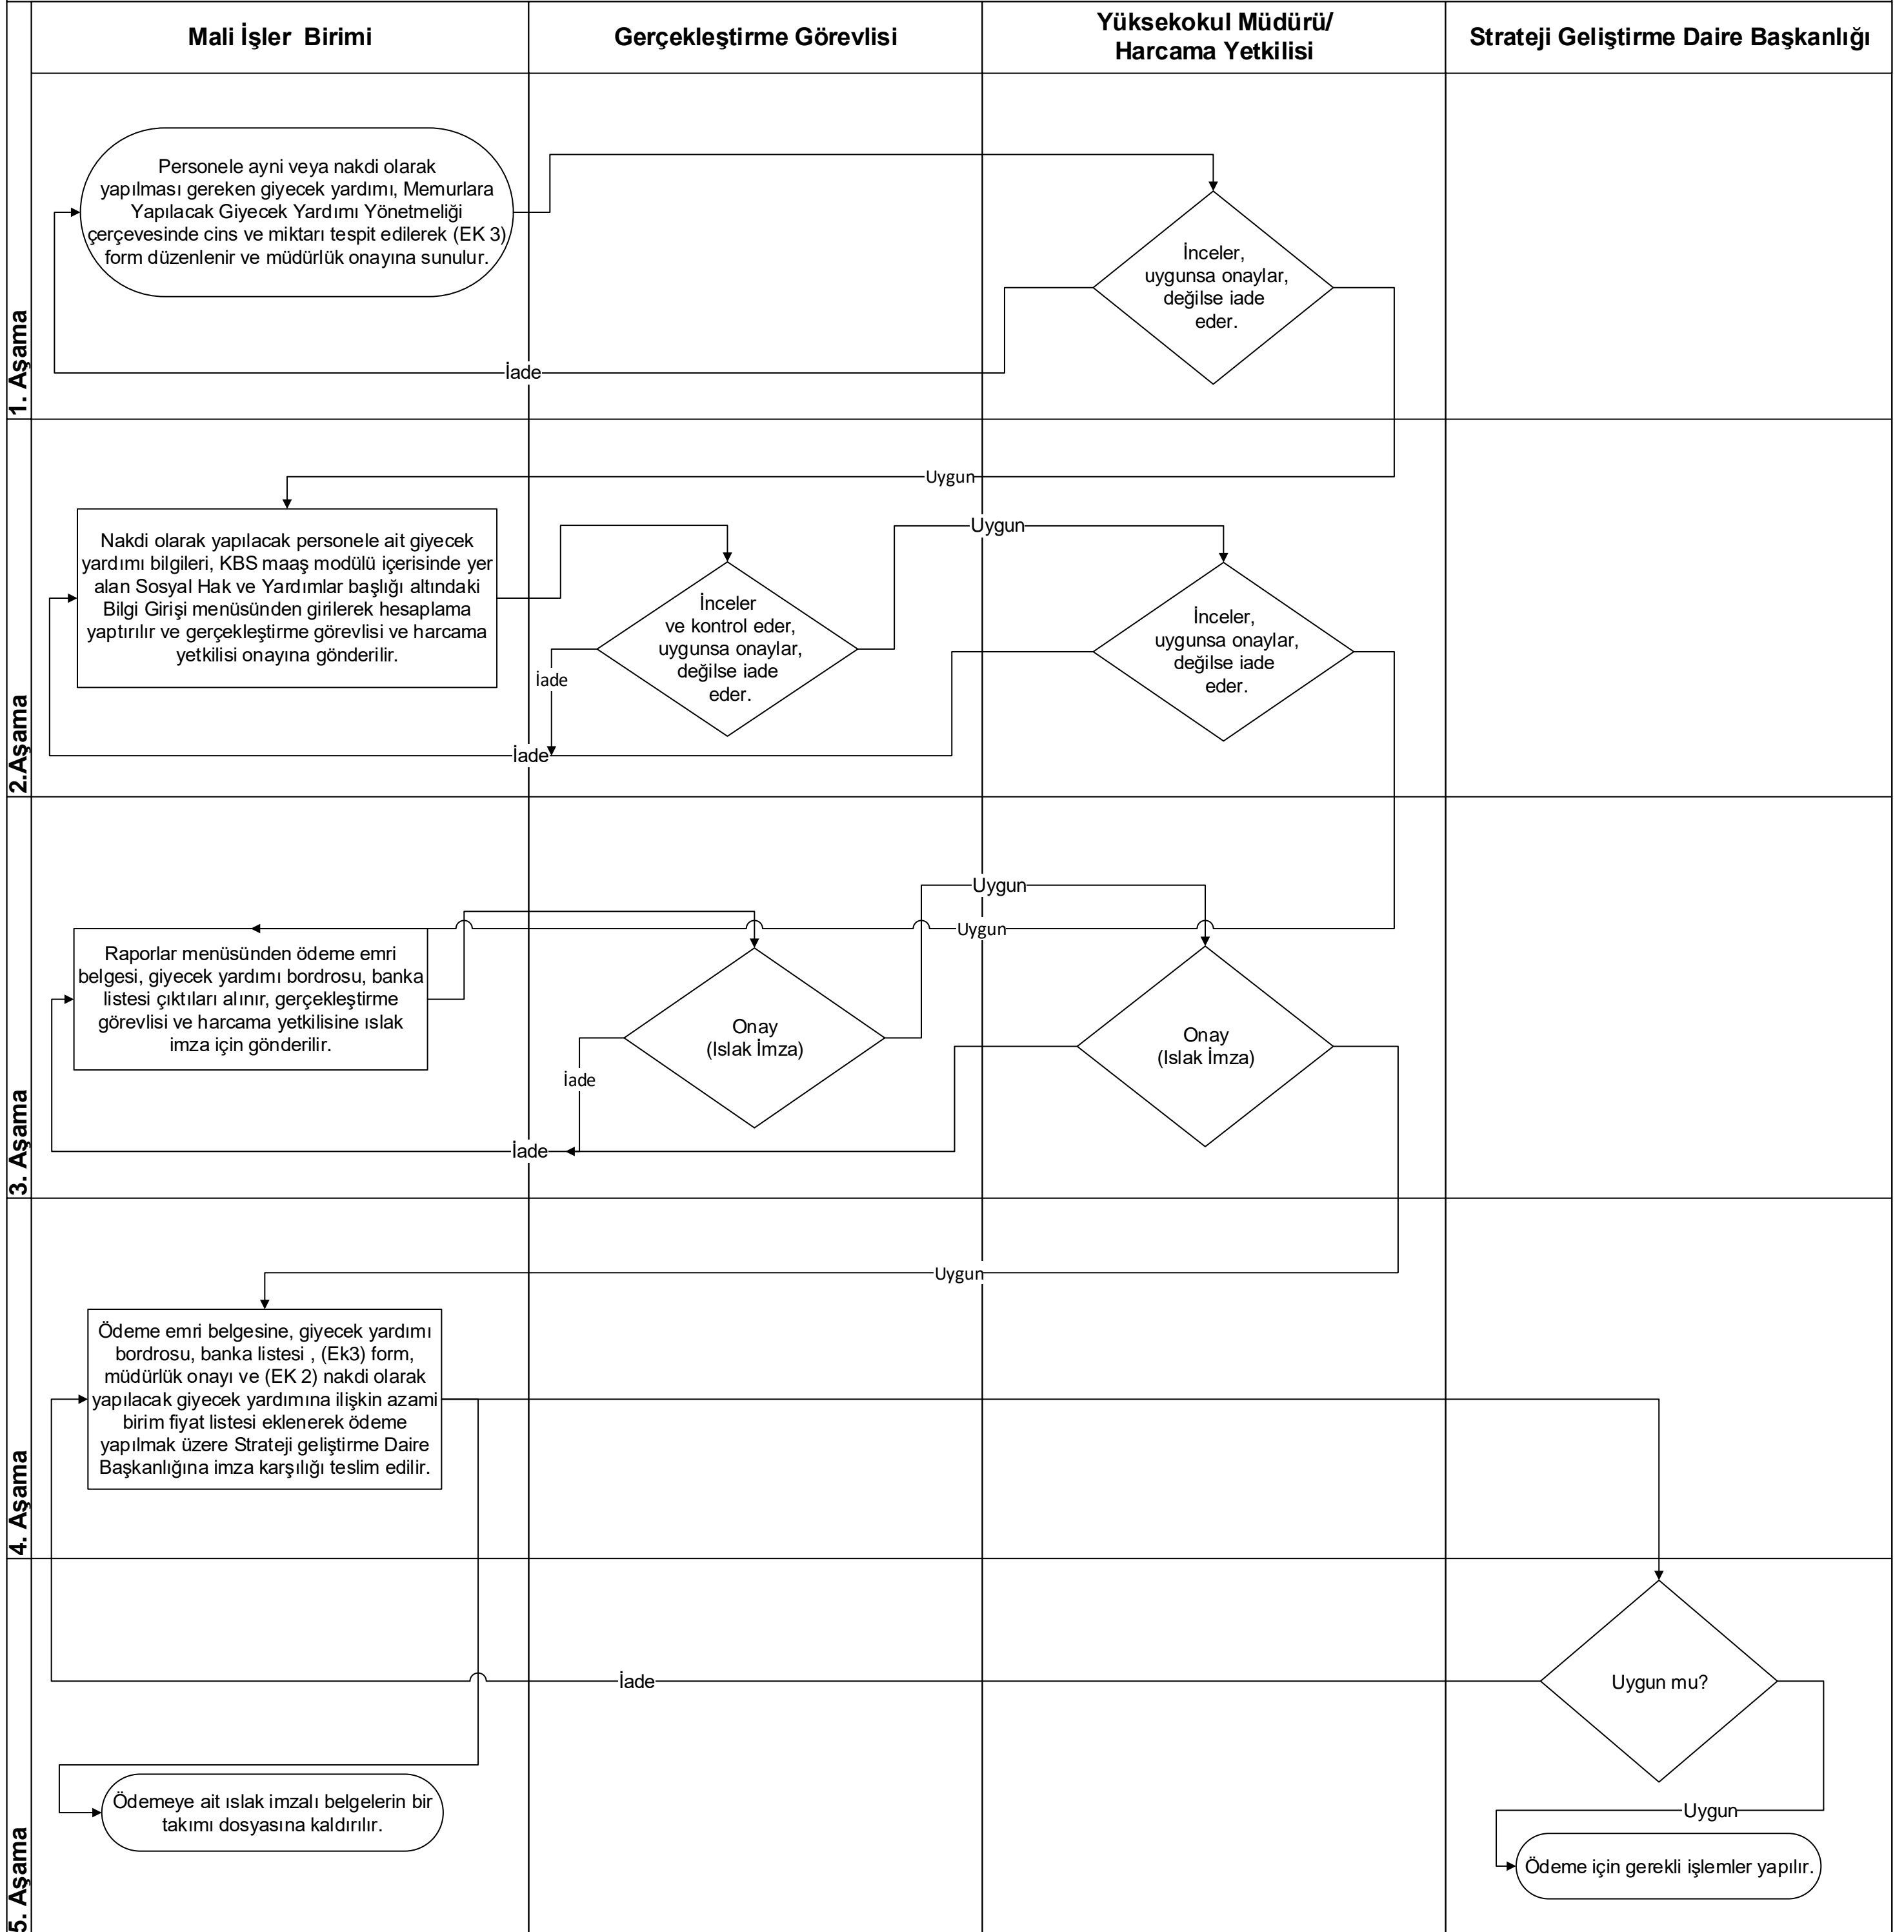 Mali İşler Birimi
Gerçekleştirme Görevlisi
Yüksekokul Müdürü/
Harcama Yetkilisi
Strateji Geliştirme Daire Başkanlığı
1. Aşama
Personele ayni veya nakdi olarak
yapılması gereken giyecek yardımı, Memurlara
Yapılacak Giyecek Yardımı Yönetmeliği
çerçevesinde cins ve miktarı tespit edilerek (EK 3)
form düzenlenir ve müdürlük onayına sunulur.
İnceler,
uygunsa onaylar,
değilse iade
eder.
İade
2.Aşama
Uygun
Nakdi olarak yapılacak personele ait giyecek
yardımı bilgileri, KBS maaş modülü içerisinde yer
alan Sosyal Hak ve Yardımlar başlığı altındaki
Bilgi Girişi menüsünden girilerek hesaplama
yaptırılır ve gerçekleştirme görevlisi ve harcama
yetkilisi onayına gönderilir.
İnceler
ve kontrol eder,
uygunsa onaylar,
değilse iade
eder.
Uygun
İnceler,
uygunsa onaylar,
değilse iade
eder.
İade
İade
3. Aşama
Uygun
Uygun
Raporlar menüsünden ödeme emri
belgesi, giyecek yardımı bordrosu, banka
listesi çıktıları alınır, gerçekleştirme
görevlisi ve harcama yetkilisine ıslak
imza için gönderilir.
Onay
(Islak İmza)
Onay
(Islak İmza)
İade
İade
4. Aşama
Uygun
Ödeme emri belgesine, giyecek yardımı
bordrosu, banka listesi , (Ek3) form,
müdürlük onayı ve (EK 2) nakdi olarak
yapılacak giyecek yardımına ilişkin azami
birim fiyat listesi eklenerek ödeme
yapılmak üzere Strateji geliştirme Daire
Başkanlığına imza karşılığı teslim edilir.
5. Aşama
Uygun mu?
İade
Ödemeye ait ıslak imzalı belgelerin bir
takımı dosyasına kaldırılır.
Uygun
Ödeme için gerekli işlemler yapılır.